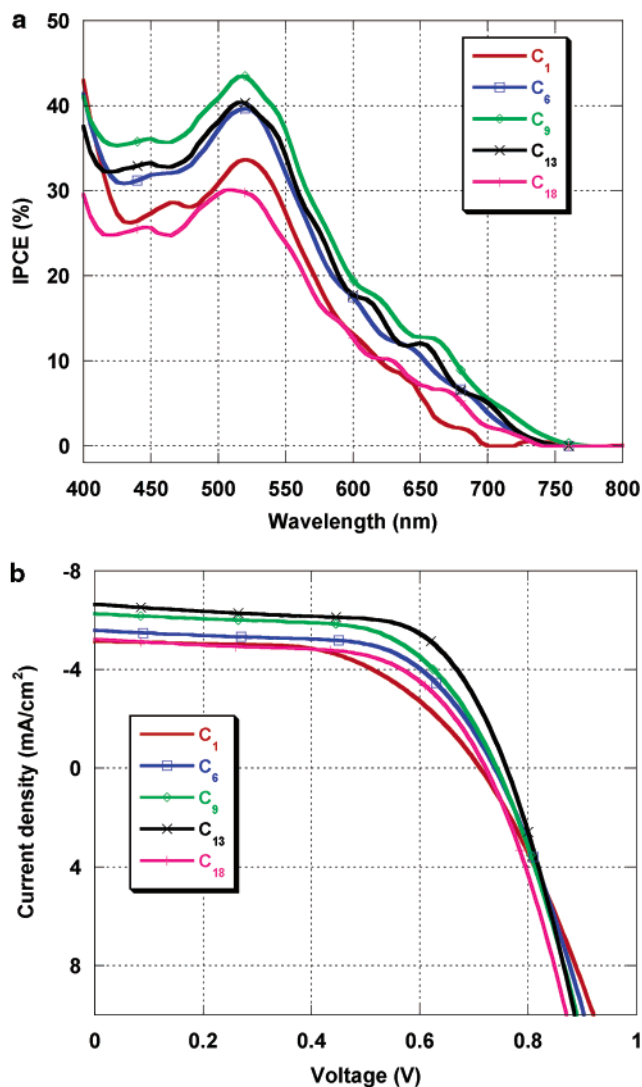 a
50
40
30
20
10
0
IPCE (%)
C1
C6
C9
C13
C18
400 450 500 550 600 650 700 750 800
Wavelength (nm)
b
-8
-4
0
4
8
Current density (mA/cm²)
C1
C6
C9
C13
C18
0 0.2 0.4 0.6 0.8 1
Voltage (V)